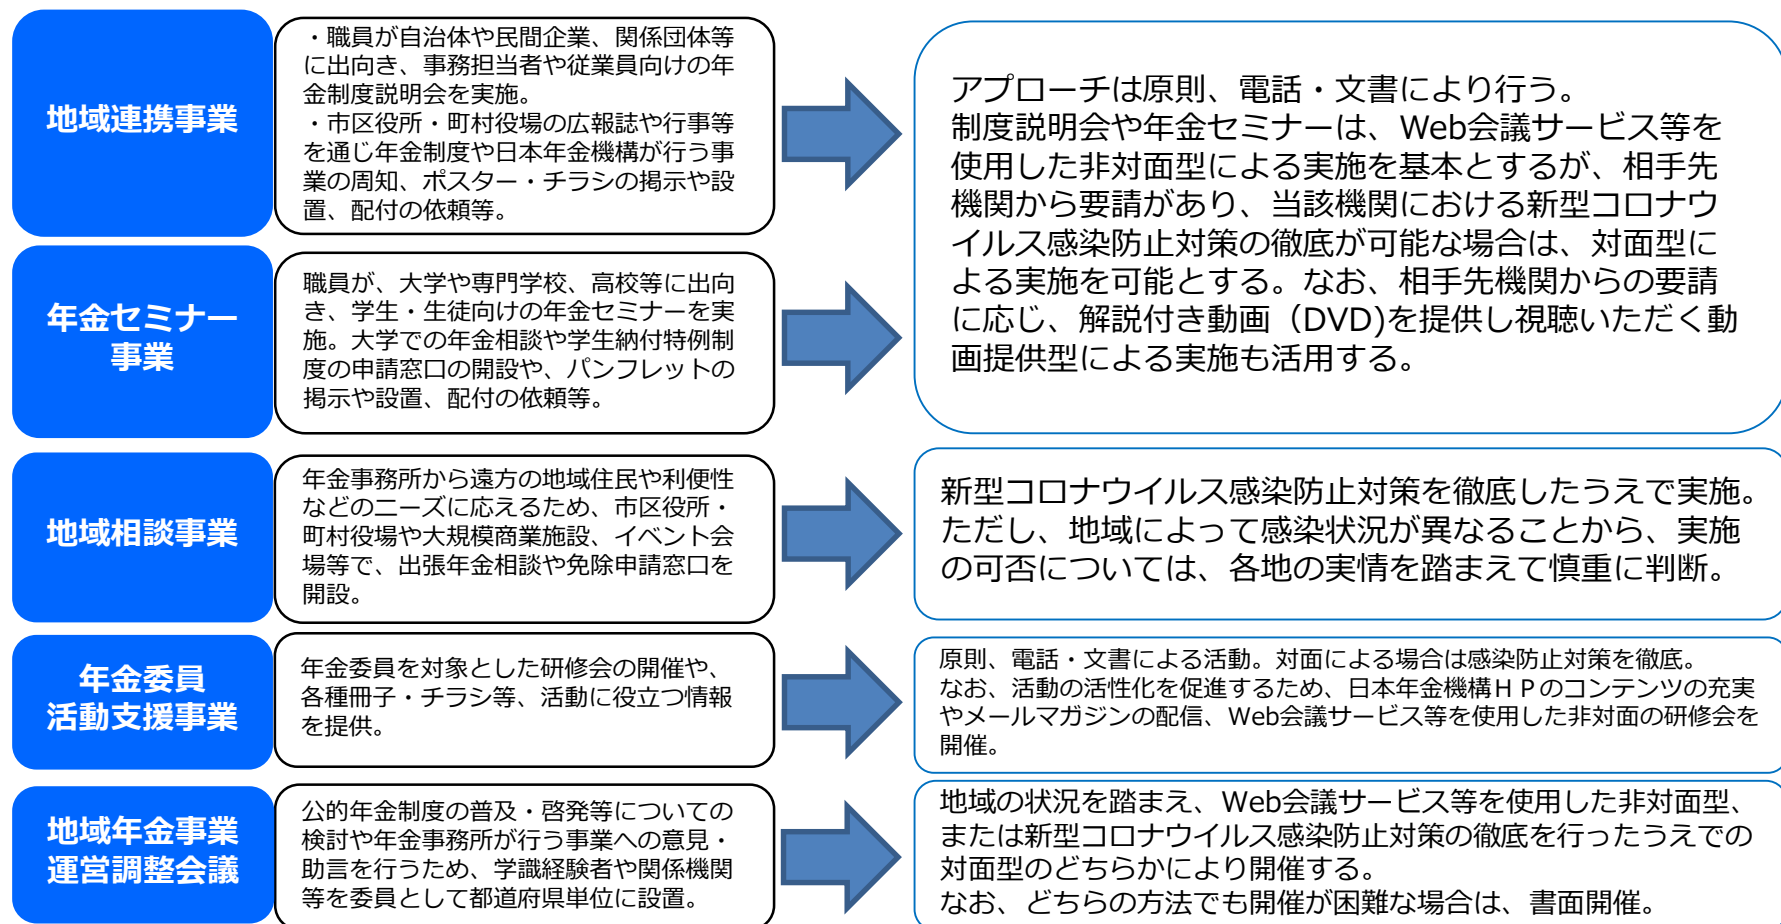 地域連携事業
・職員が自治体や民間企業、関係団体等
に出向き、事務担当者や従業員向けの年
金制度説明会を実施。
・市区役所・町村役場の広報誌や行事等
を通じ年金制度や日本年金機構が行う事
業の周知、ポスター・チラシの掲示や設
置、配付の依頼等。
年金セミナー
事業
職員が、大学や専門学校、高校等に出向
き、学生・生徒向けの年金セミナーを実
施。大学での年金相談や学生納付特例制
度の申請窓口の開設や、パンフレットの
掲示や設置、配付の依頼等。
アプローチは原則、電話・文書により行う。
制度説明会や年金セミナーは、Web会議サービス等を
使用した非対面型による実施を基本とするが、相手先
機関から要請があり、当該機関における新型コロナウ
イルス感染防止対策の徹底が可能な場合は、対面型に
よる実施を可能とする。なお、相手先機関からの要請
に応じ、解説付き動画（DVD)を提供し視聴いただく動
画提供型による実施も活用する。
地域相談事業
年金事務所から遠方の地域住民や利便性
などのニーズに応えるため、市区役所・
町村役場や大規模商業施設、イベント会
場等で、出張年金相談や免除申請窓口を
開設。
新型コロナウイルス感染防止対策を徹底したうえで実施。
ただし、地域によって感染状況が異なることから、実施
の可否については、各地の実情を踏まえて慎重に判断。
年金委員
活動支援事業
年金委員を対象とした研修会の開催や、
各種冊子・チラシ等、活動に役立つ情報
を提供。
原則、電話・文書による活動。対面による場合は感染防止対策を徹底。
なお、活動の活性化を促進するため、日本年金機構ＨＰのコンテンツの充実
やメールマガジンの配信、Web会議サービス等を使用した非対面の研修会を
開催。
地域年金事業
運営調整会議
公的年金制度の普及・啓発等についての
検討や年金事務所が行う事業への意見・
助言を行うため、学識経験者や関係機関
等を委員として都道府県単位に設置。
地域の状況を踏まえ、Web会議サービス等を使用した非対面型、
または新型コロナウイルス感染防止対策の徹底を行ったうえでの
対面型のどちらかにより開催する。
なお、どちらの方法でも開催が困難な場合は、書面開催。